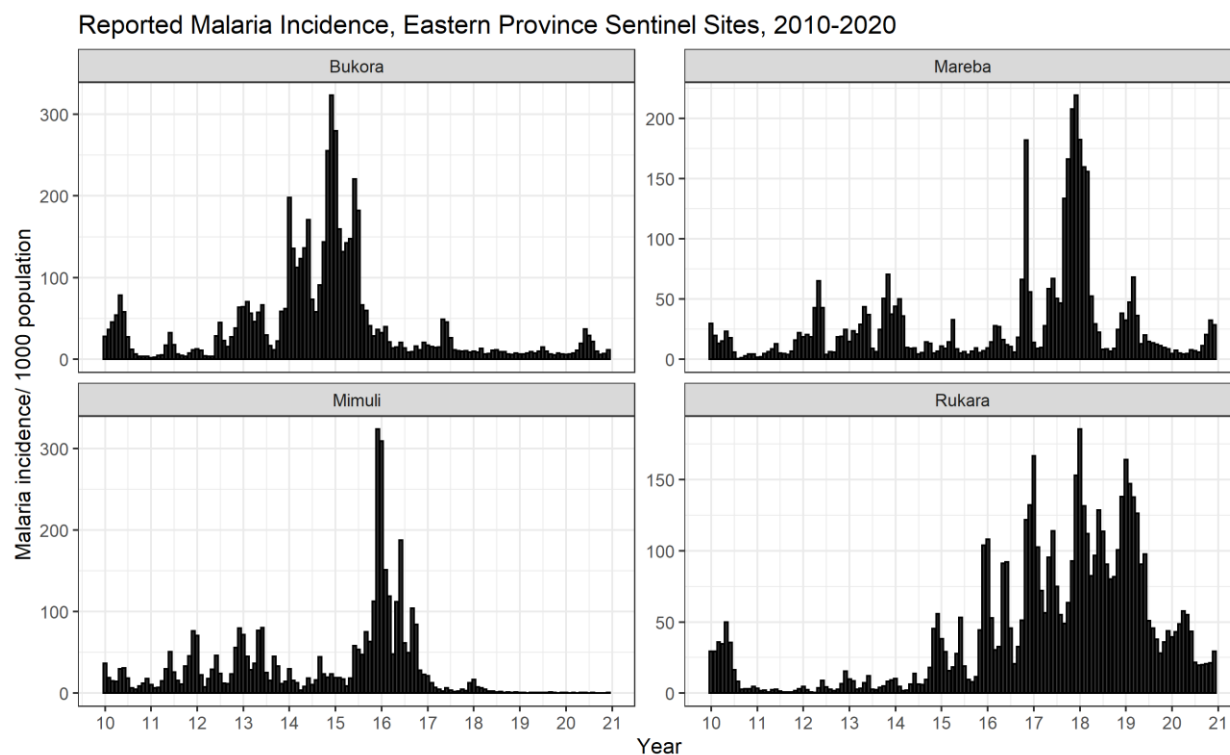 Reported Malaria Incidence, Eastern Province Sentinel Sites, 2010-2020
Bukora
Mareba
300
200
100
0
200
150
100
50
0
Mimuli
Rukara
300
200
100
0
150
100
50
0
10 11 12 13 14 15 16 17 18 19 20 21
10 11 12 13 14 15 16 17 18 19 20 21
Malaria incidence/ 1000 population
Year